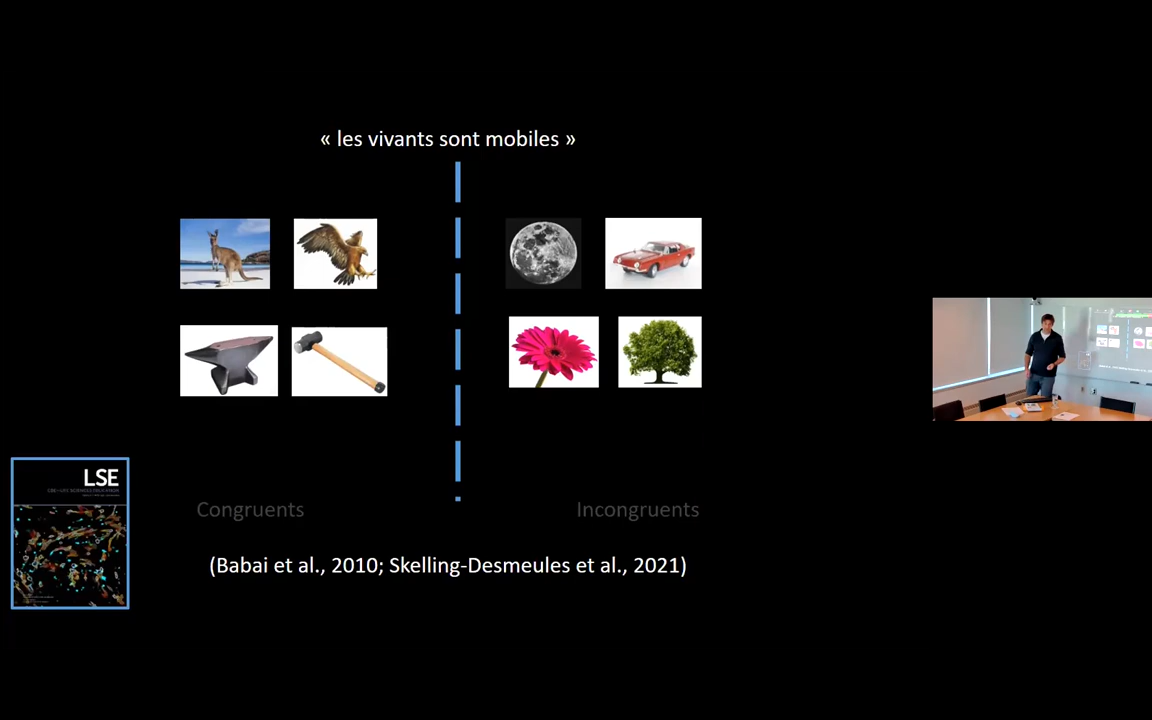 « les vivants sont mobiles »
LSE
Congruents
Incongruents
(Babai et al., 2010; Skelling-Desmeules et al., 2021)